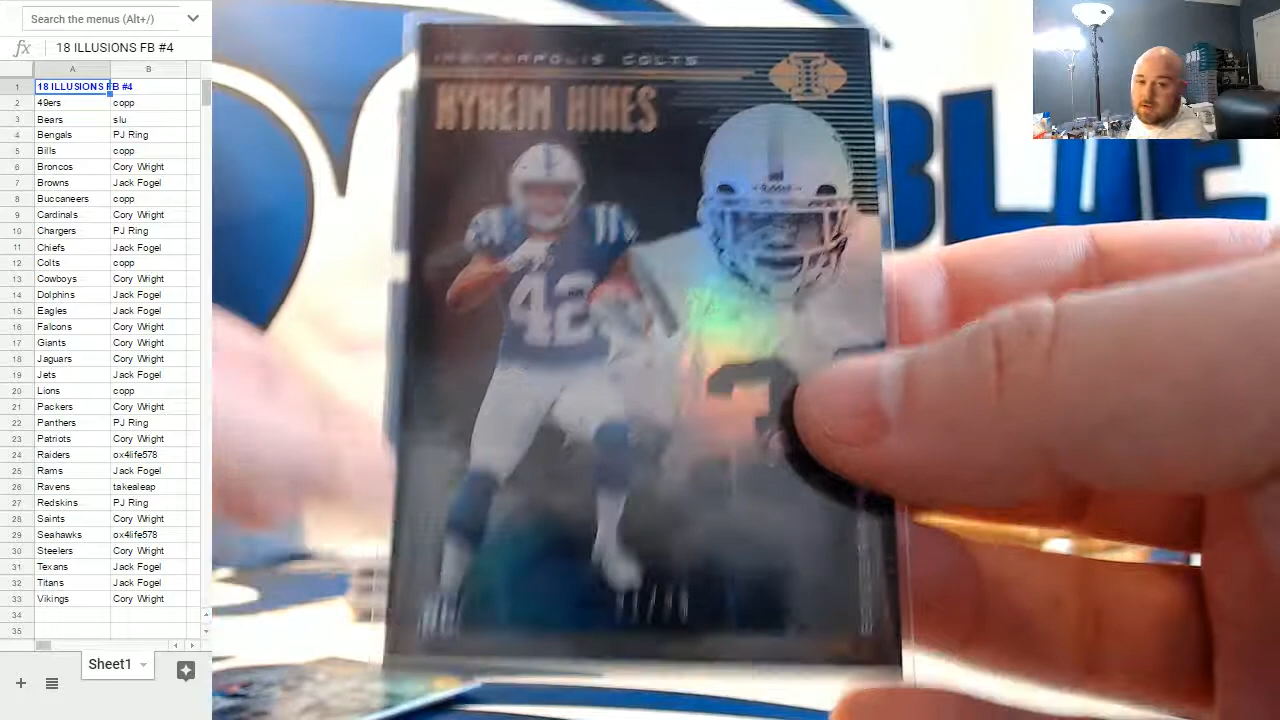 Search the menus (Alt+/)
fx 18 ILLUSIONS FB #4
A B
1 18 ILLUSIONS FB #4
2 49ers copp
3 Bears slu
4 Bengals PJ Ring
5 Bills copp
6 Broncos Cory Wright
7 Browns Jack Fogel
8 Buccaneers copp
9 Cardinals Cory Wright
10 Chargers PJ Ring
11 Chiefs Jack Fogel
12 Colts copp
13 Cowboys Cory Wright
14 Dolphins Jack Fogel
15 Eagles Jack Fogel
16 Falcons Cory Wright
17 Giants Cory Wright
18 Jaguars Cory Wright
19 Jets Jack Fogel
20 Lions copp
21 Packers Cory Wright
22 Panthers PJ Ring
23 Patriots Cory Wright
24 Raiders ox4life578
25 Rams Jack Fogel
26 Ravens takealeap
27 Redskins PJ Ring
28 Saints Cory Wright
29 Seahawks ox4life578
30 Steelers Cory Wright
31 Texans Jack Fogel
32 Titans Jack Fogel
33 Vikings Cory Wright
34
35
Sheet1
INDIANAPOLIS COLTS
NYHEIM HINES
42
BLUE